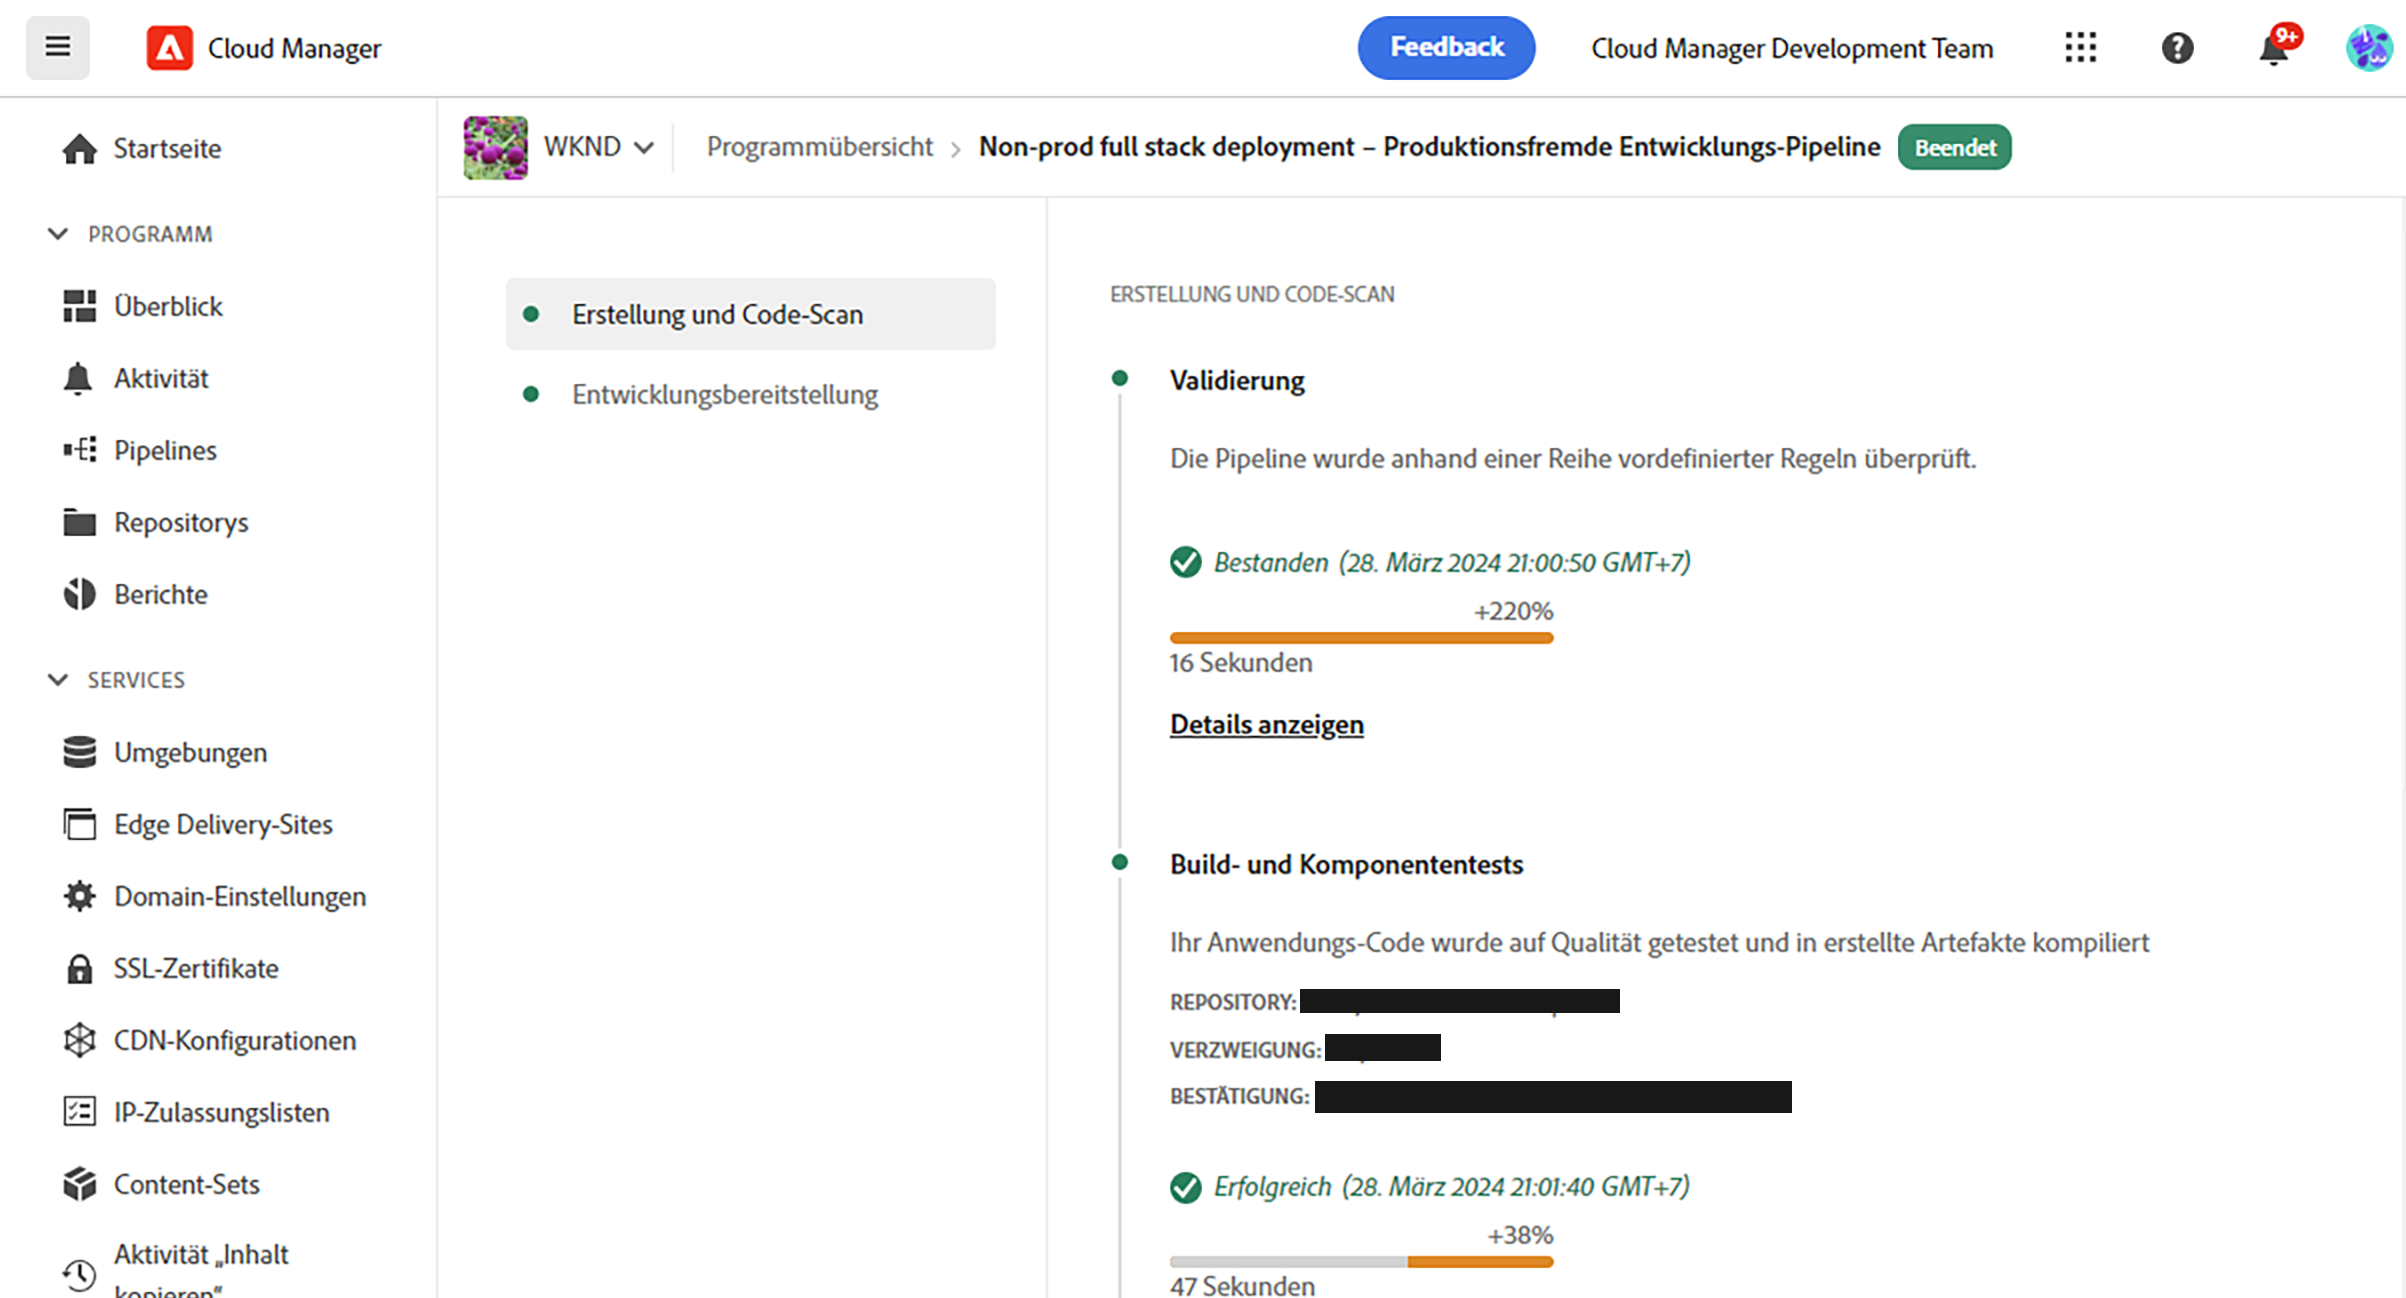 Cloud Manager
Feedback
Cloud Manager Development Team
9+
Startseite
PROGRAMM
Überblick
Aktivität
Pipelines
Repositorys
Berichte
SERVICES
Umgebungen
Edge Delivery-Sites
Domain-Einstellungen
SSL-Zertifikate
CDN-Konfigurationen
IP-Zulassungslisten
Content-Sets
Aktivität „Inhalt
kopieren“
WKND
Programmübersicht
Non-prod full stack deployment – Produktionsfremde Entwicklungs-Pipeline
Beendet
Erstellung und Code-Scan
Entwicklungsbereitstellung
ERSTELLUNG UND CODE-SCAN
Validierung
Die Pipeline wurde anhand einer Reihe vordefinierter Regeln überprüft.
Bestanden (28. März 2024 21:00:50 GMT+7)
+220%
16 Sekunden
Details anzeigen
Build- und Komponententests
Ihr Anwendungs-Code wurde auf Qualität getestet und in erstellte Artefakte kompiliert
REPOSITORY:
VERZWEIGUNG:
BESTÄTIGUNG:
Erfolgreich (28. März 2024 21:01:40 GMT+7)
+38%
47 Sekunden